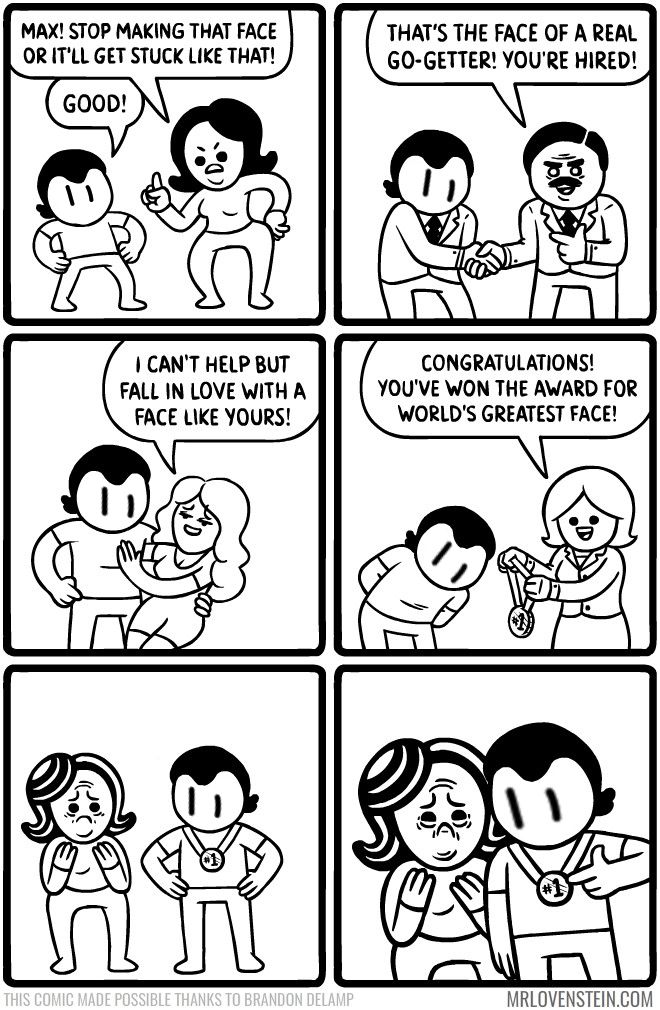 MAX! STOP MAKING THAT FACE
OR IT'LL GET STUCK LIKE THAT!
GOOD!
THAT'S THE FACE OF A REAL
GO-GETTER! YOU'RE HIRED!
I CAN'T HELP BUT
FALL IN LOVE WITH A
FACE LIKE YOURS!
CONGRATULATIONS!
YOU'VE WON THE AWARD FOR
WORLD'S GREATEST FACE!
#1
#1
#1
THIS COMIC MADE POSSIBLE THANKS TO BRANDON DELAMP
MRLOVENSTEIN.COM